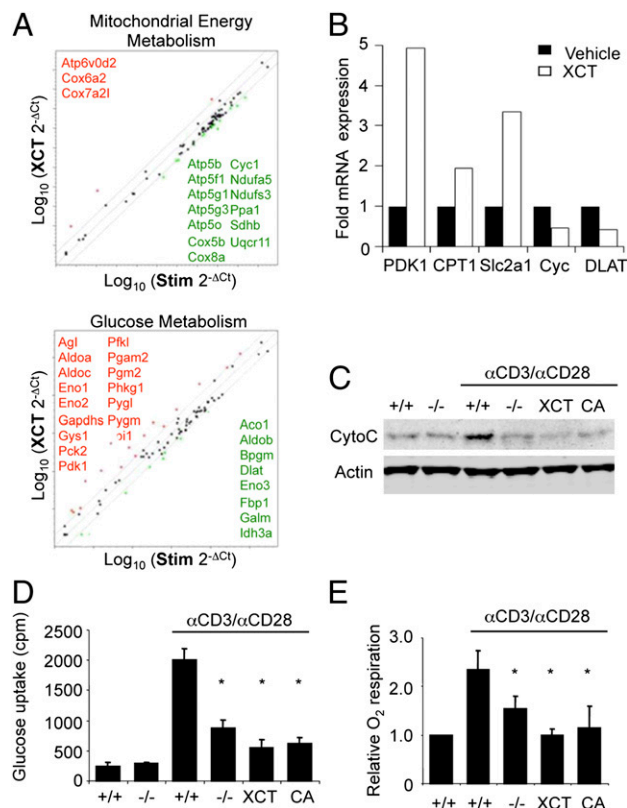 A
Mitochondrial Energy
Metabolism
Atp6v0d2
Cox6a2
Cox7a2l
Atp5b Cyc1
Atp5f1 Ndufa5
Atp5g1 Ndufs3
Atp5g3 Ppa1
Atp5o Sdhb
Cox5b Uqcr11
Cox8a
Log10 (XCT 2-ΔCt)
Log10 (Stim 2-ΔCt)
Glucose Metabolism
Agl Pfkl
Aldoa Pgam2
Aldoc Pgm2
Eno1 Phkg1
Eno2 Pygl
Gapdhs Pygm
Gys1 pi1
Pck2
Pdk1
Aco1
Aldob
Bpgm
Dlat
Eno3
Fbp1
Galm
Idh3a
Log10 (XCT 2-ΔCt)
Log10 (Stim 2-ΔCt)
B
Vehicle
XCT
Fold mRNA expression
5
4
3
2
1
0
PDK1 CPT1 Slc2a1 Cyc DLAT
C
αCD3/αCD28
+/+ -/- +/+ -/- XCT CA
CytoC
Actin
D
αCD3/αCD28
Glucose uptake (cpm)
2500
2000
1500
1000
500
0
* * *
+/+ -/- +/+ -/- XCT CA
E
αCD3/αCD28
Relative O2 respiration
3.0
2.0
1.0
0
* * *
+/+ +/+ -/- XCT CA